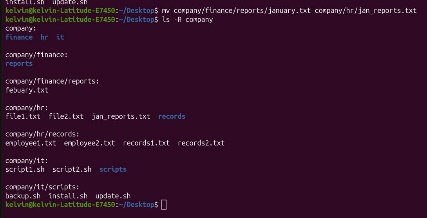 install.sh  update.sh
kelvin@kelvin-Latitude-E7450:~/Desktop$ mv company/finance/reports/january.txt company/hr/jan_reports.txt
kelvin@kelvin-Latitude-E7450:~/Desktop$ ls -R company
company:
finance  hr  it

company/finance:
reports

company/finance/reports:
febuary.txt

company/hr:
file1.txt  file2.txt  jan_reports.txt  records

company/hr/records:
employee1.txt  employee2.txt  records1.txt  records2.txt

company/it:
script1.sh  script2.sh  scripts

company/it/scripts:
backup.sh  install.sh  update.sh
kelvin@kelvin-Latitude-E7450:~/Desktop$